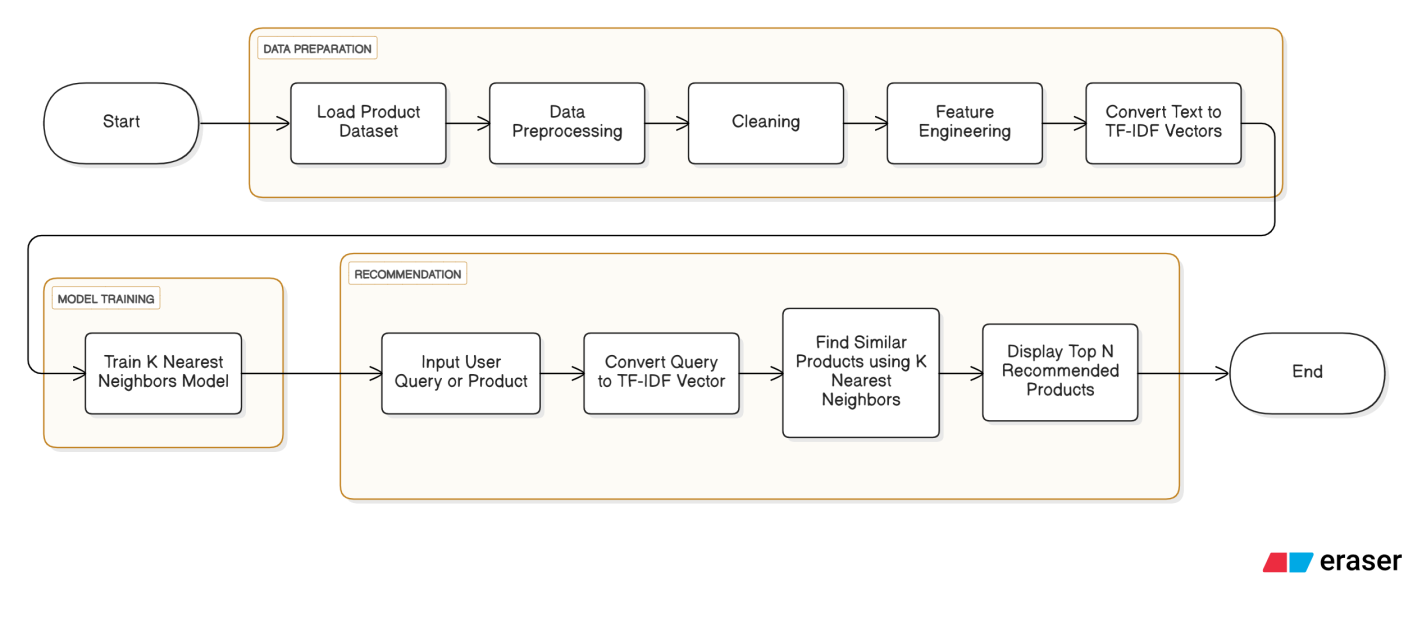 DATA PREPARATION
Start
Load Product
Dataset
Data
Preprocessing
Cleaning
Feature
Engineering
Convert Text to
TF-IDF Vectors
MODEL TRAINING
Train K Nearest
Neighbors Model
RECOMMENDATION
Input User
Query or Product
Convert Query
to TF-IDF Vector
Find Similar
Products using K
Nearest
Neighbors
Display Top N
Recommended
Products
End
eraser